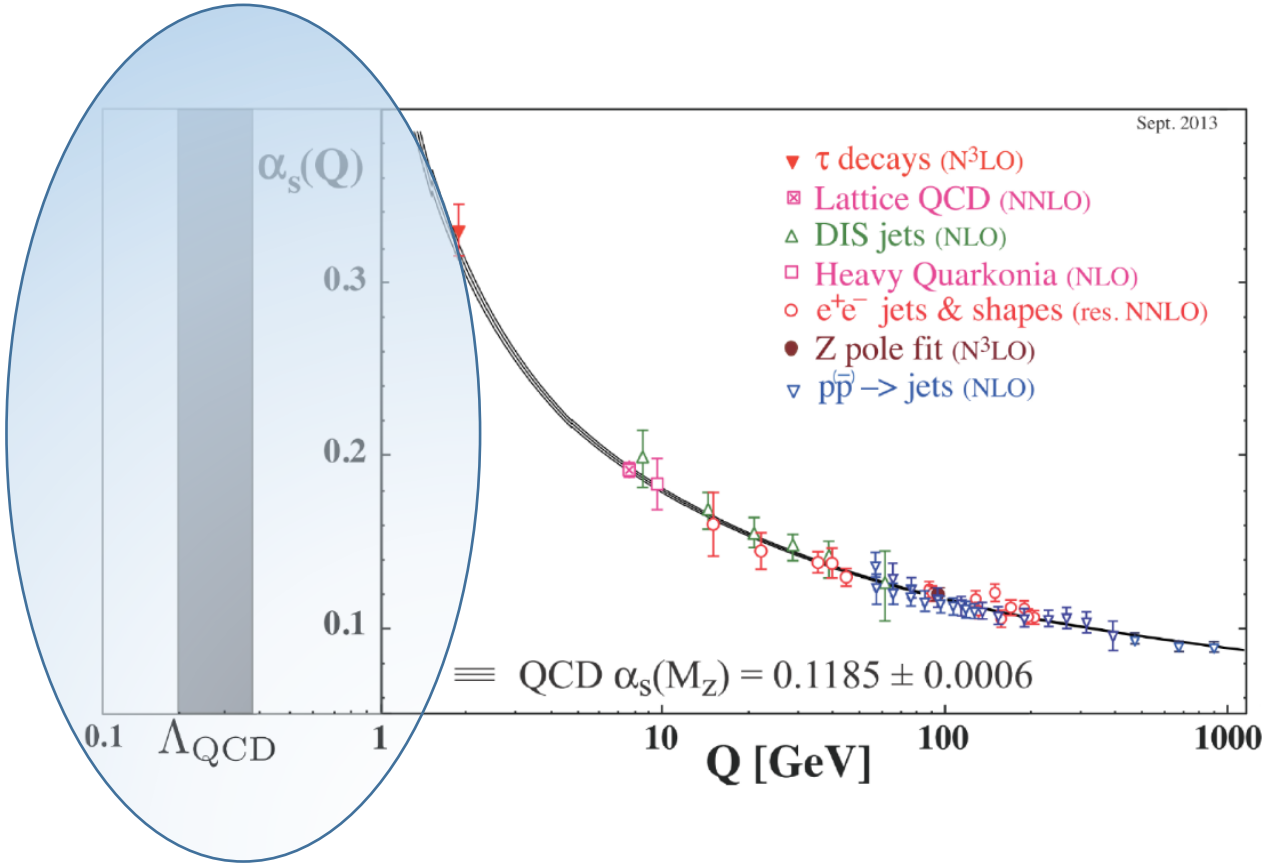 Sept. 2013
αs(Q)
τ decays (N³LO)
Lattice QCD (NNLO)
DIS jets (NLO)
Heavy Quarkonia (NLO)
e⁺e⁻ jets & shapes (res. NNLO)
Z pole fit (N³LO)
pp(–) –> jets (NLO)
0.3
0.2
0.1
QCD αs(Mz) = 0.1185 ± 0.0006
0.1 ΛQCD 1 10 100 1000
Q [GeV]